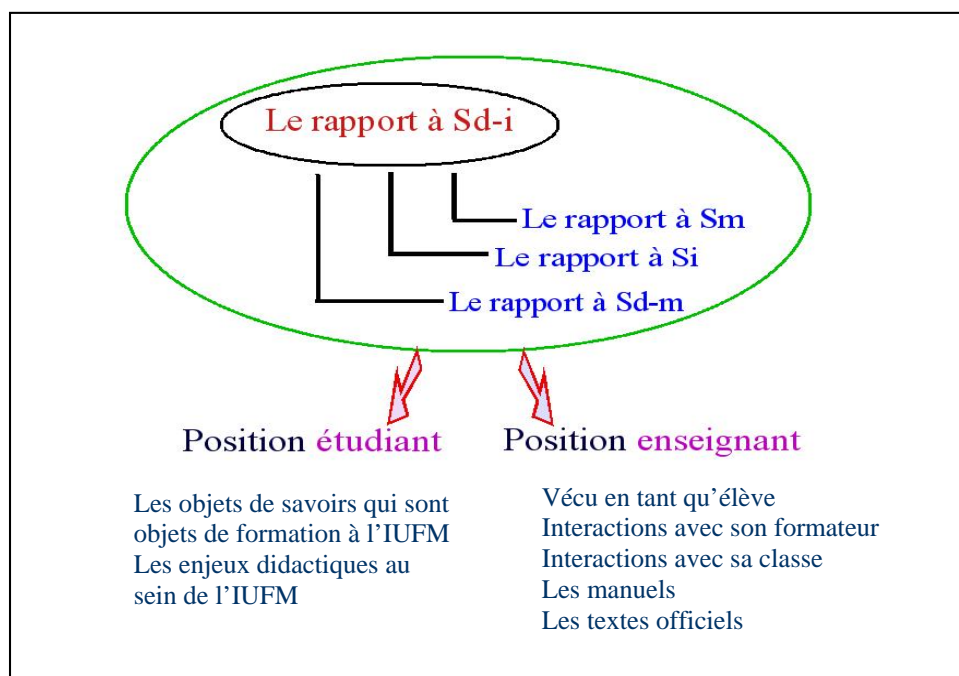 Le rapport à Sd-i
Le rapport à Sm
Le rapport à Si
Le rapport à Sd-m
Position étudiant
Les objets de savoirs qui sont
objets de formation à l’IUFM
Les enjeux didactiques au
sein de l’IUFM
Position enseignant
Vécu en tant qu’élève
Interactions avec son formateur
Interactions avec sa classe
Les manuels
Les textes officiels